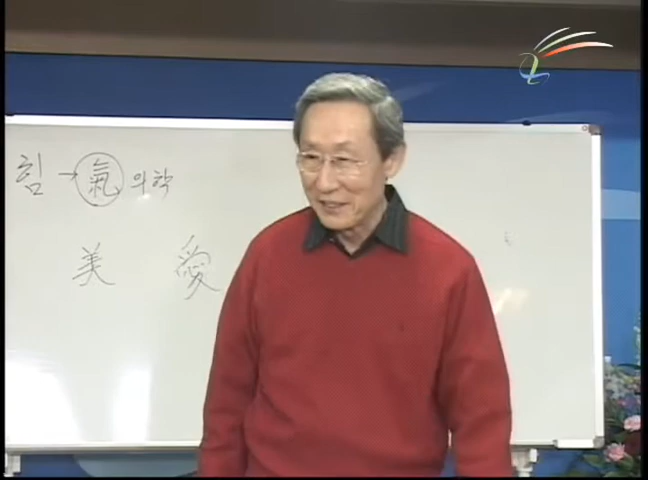 힘 → 氣 의학
美 愛